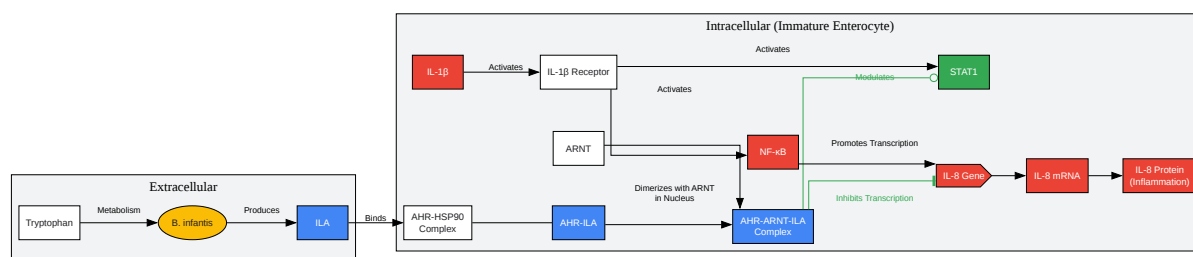 Intracellular (Immature Enterocyte)
Activates
IL-1β
Activates
IL-1β Receptor
STAT1
Modulates
Activates
ARNT
NF-κB
Promotes Transcription
IL-8 Gene
IL-8 mRNA
IL-8 Protein
(Inflammation)
Extracellular
Dimerizes with ARNT
in Nucleus
Inhibits Transcription
Tryptophan
Metabolism
B. infantis
Produces
ILA
Binds
AHR-HSP90
Complex
AHR-ILA
AHR-ARNT-ILA
Complex